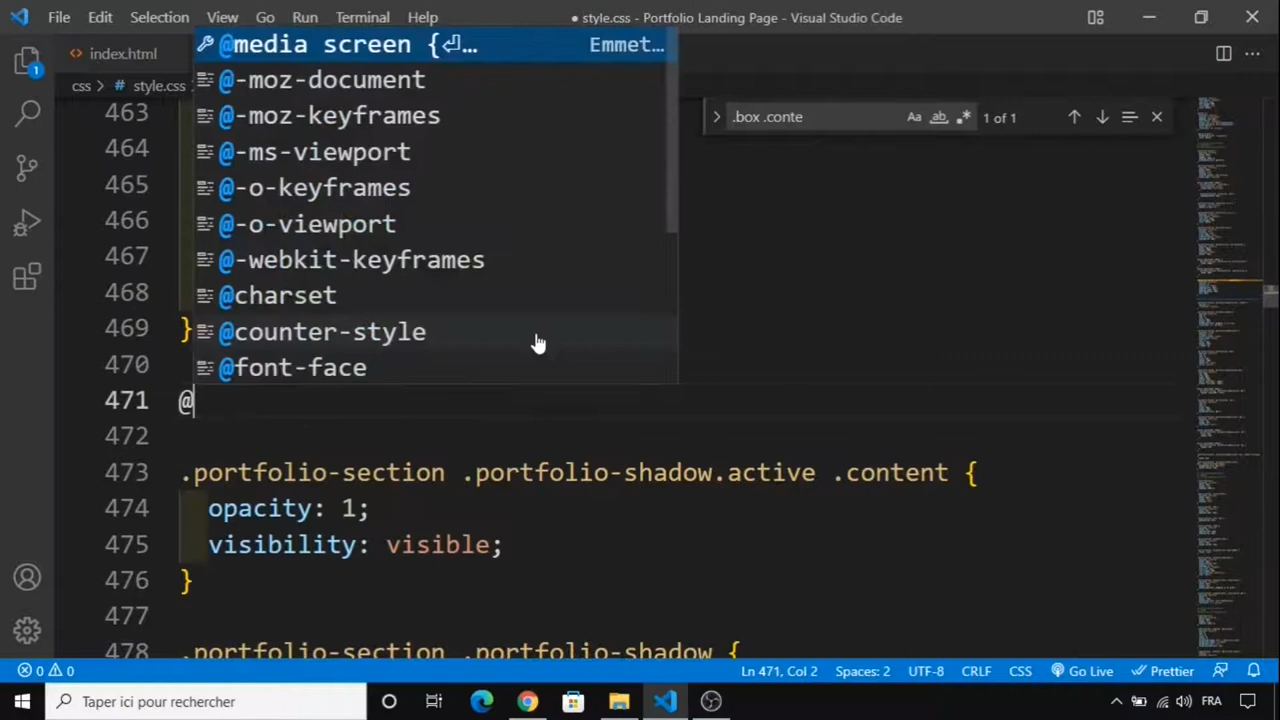 File Edit Selection View Go Run Terminal Help
● style.css - Portfolio Landing Page - Visual Studio Code
index.html
css > # style.css
@media screen {⏎… Emmet…
@-moz-document
@-moz-keyframes
@-ms-viewport
@-o-keyframes
@-o-viewport
@-webkit-keyframes
@charset
@counter-style
@font-face
.box .conte Aa ab .* 1 of 1
1
463
464
465
466
467
468
469 }
470
471 @
472
473 .portfolio-section .portfolio-shadow.active .content {
474 opacity: 1;
475 visibility: visible;
476 }
477
478 .portfolio-section .portfolio-shadow {
0 0 Ln 471, Col 2 Spaces: 2 UTF-8 CRLF CSS Go Live Prettier
Taper ici pour rechercher FRA